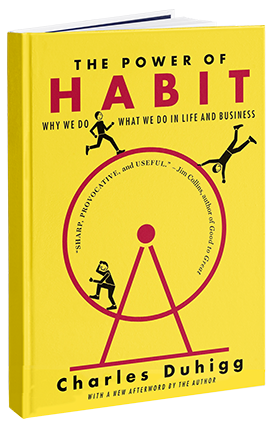 THE POWER OF
HABIT
WHY WE DO WHAT WE DO IN LIFE AND BUSINESS
"SHARP, PROVOCATIVE, and USEFUL." – Jim Collins, author of Good to Great
Charles Duhigg
WITH A NEW AFTERWORD BY THE AUTHOR